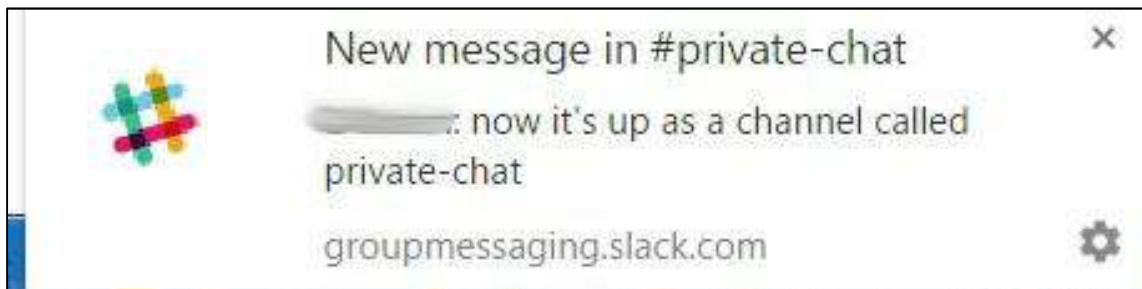 New message in #private-chat
: now it's up as a channel called
private-chat
groupmessaging.slack.com